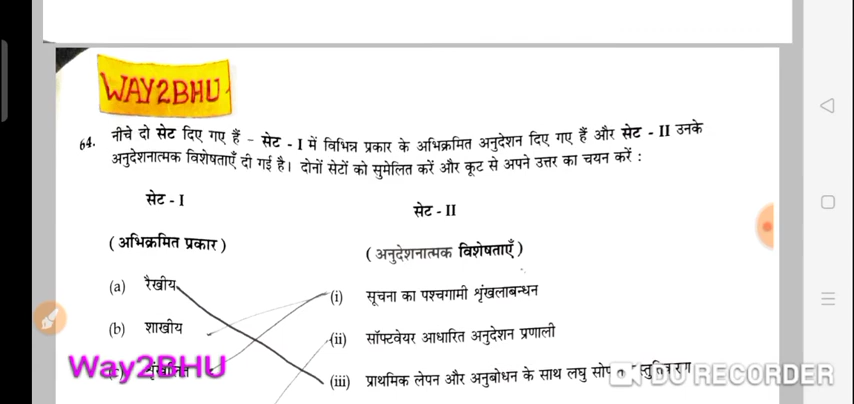 WAY2BHU
64. नीचे दो सेट दिए गए हैं - सेट - I में विभिन्न प्रकार के अभिक्रमित अनुदेशन दिए गए हैं और सेट - II उनके
अनुदेशनात्मक विशेषताएँ दी गई है। दोनों सेटों को सुमेलित करें और कूट से अपने उत्तर का चयन करें :
सेट - I
सेट - II
(अभिक्रमित प्रकार)
(अनुदेशनात्मक विशेषताएँ)
(a) रैखीय
(i) सूचना का पश्चगामी शृंखलाबन्धन
(b) शाखीय
(ii) सॉफ्टवेयर आधारित अनुदेशन प्रणाली
Way2BHU
(iii) प्राथमिक लेपन और अनुबोधन के साथ लघु
DU RECORDER